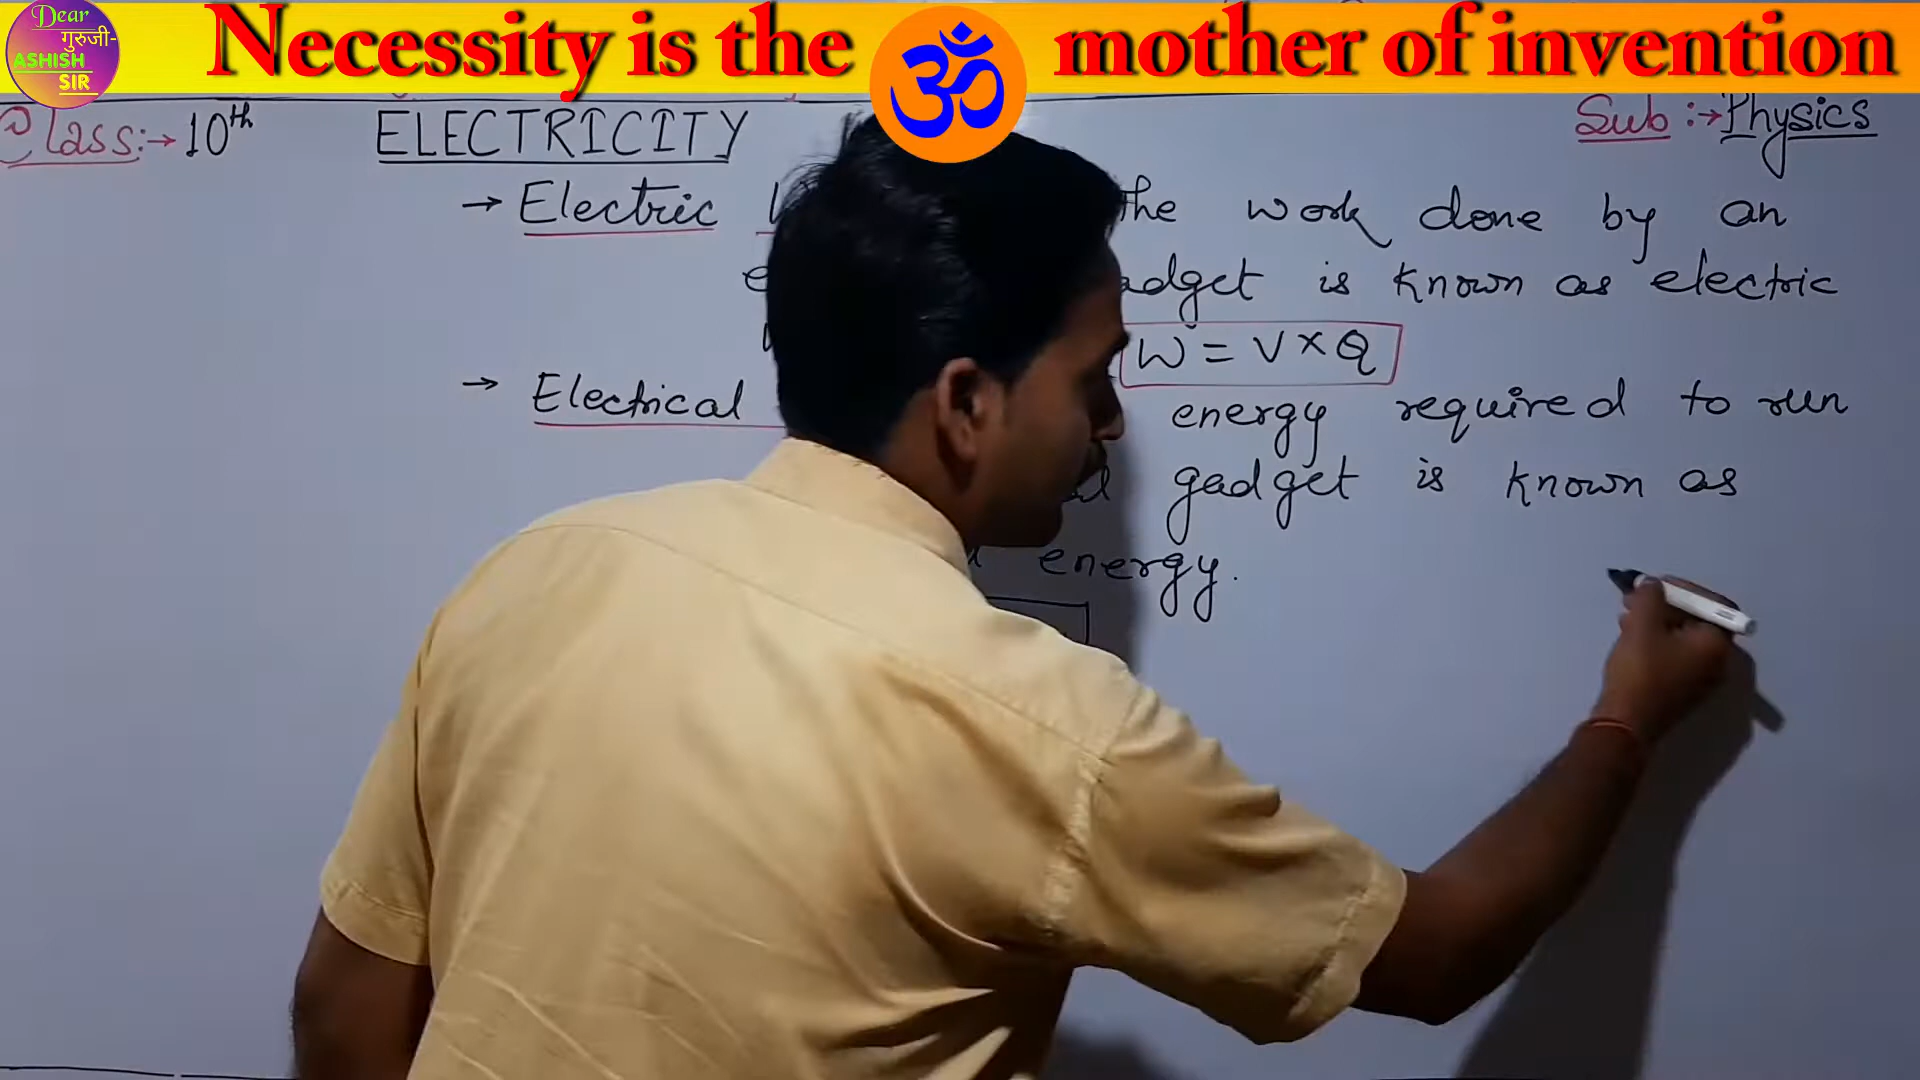 Dear
गुरुजी-
ASHISH
SIR
Necessity is the ॐ mother of invention
Class:→ 10th ELECTRICITY Sub :→ Physics
→ Electric the work done by an
gadget is known as electric
W = V × Q
→ Electrical energy required to run
gadget is known as
energy.